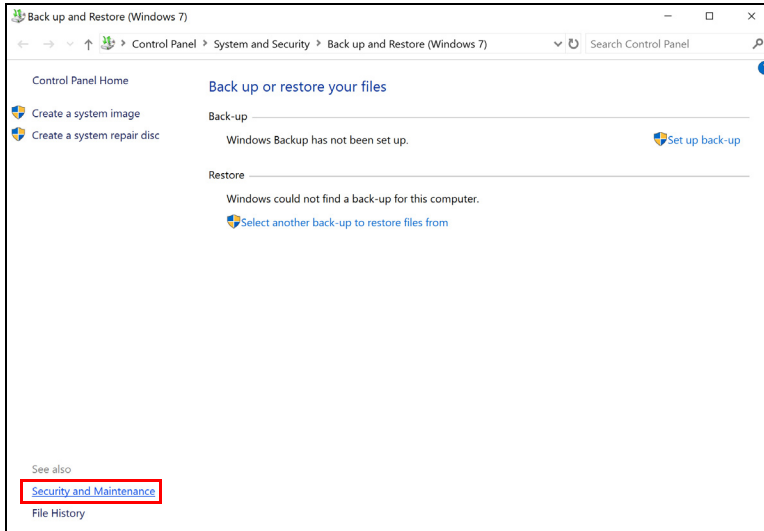 Back up and Restore (Windows 7)
Control Panel > System and Security > Back up and Restore (Windows 7)
Search Control Panel
Control Panel Home
Create a system image
Create a system repair disc
Back up or restore your files
Back-up
Windows Backup has not been set up.
Set up back-up
Restore
Windows could not find a back-up for this computer.
Select another back-up to restore files from
See also
Security and Maintenance
File History